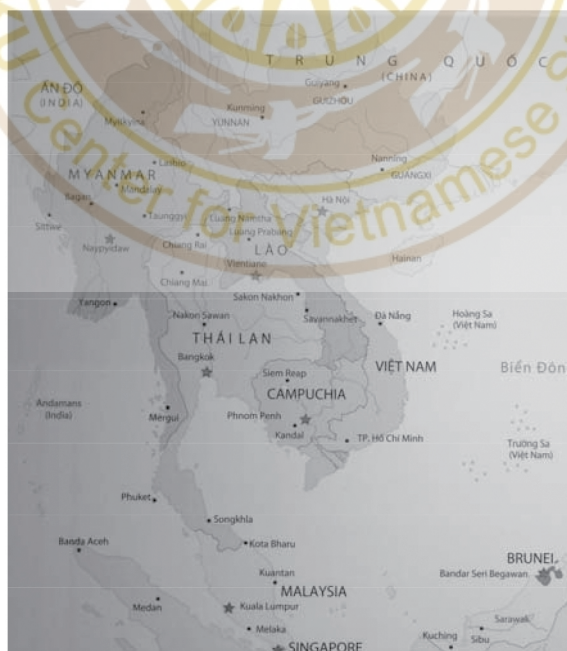 TRUNG QUỐC
(CHINA)
Guiyang
GUIZHOU
ẤN ĐỘ
(INDIA)
Kunming
YUNNAN
Myitkyina
Nanning
GUANGXI
Lashio
MYANMAR
Mandalay
Bagan
Taunggyi
Luang Namtha
Hà Nội
Sittwe
Luang Prabang
Naypyidaw
Chiang Rai
LÀO
Hainan
Vientiane
Chiang Mai
Sakon Nakhon
Yangon
Savannakhet
Nakon Sawan
Đà Nẵng
Hoàng Sa
(Việt Nam)
THÁI LAN
Bangkok
Siem Reap
VIỆT NAM
Biển Đôn
CAMPUCHIA
Andamans
(India)
Mergui
Phnom Penh
Kandal
TP. Hồ Chí Minh
Trường Sa
(Việt Nam)
Phuket
Songkhla
Banda Aceh
Kota Bharu
BRUNEI
Bandar Seri Begawan
Kuantan
MALAYSIA
Medan
Kuala Lumpur
Sarawak
Melaka
Kuching
Sibu
SINGAPORE
Center for Vietnamese